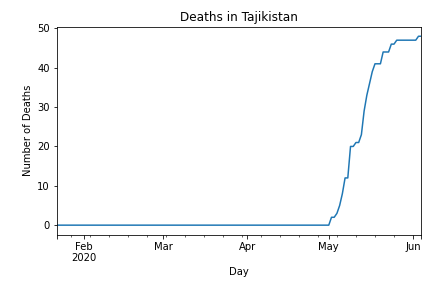 Deaths in Tajikistan
50
40
30
20
10
0
Number of Deaths
Feb
2020
Mar
Apr
May
Jun
Day